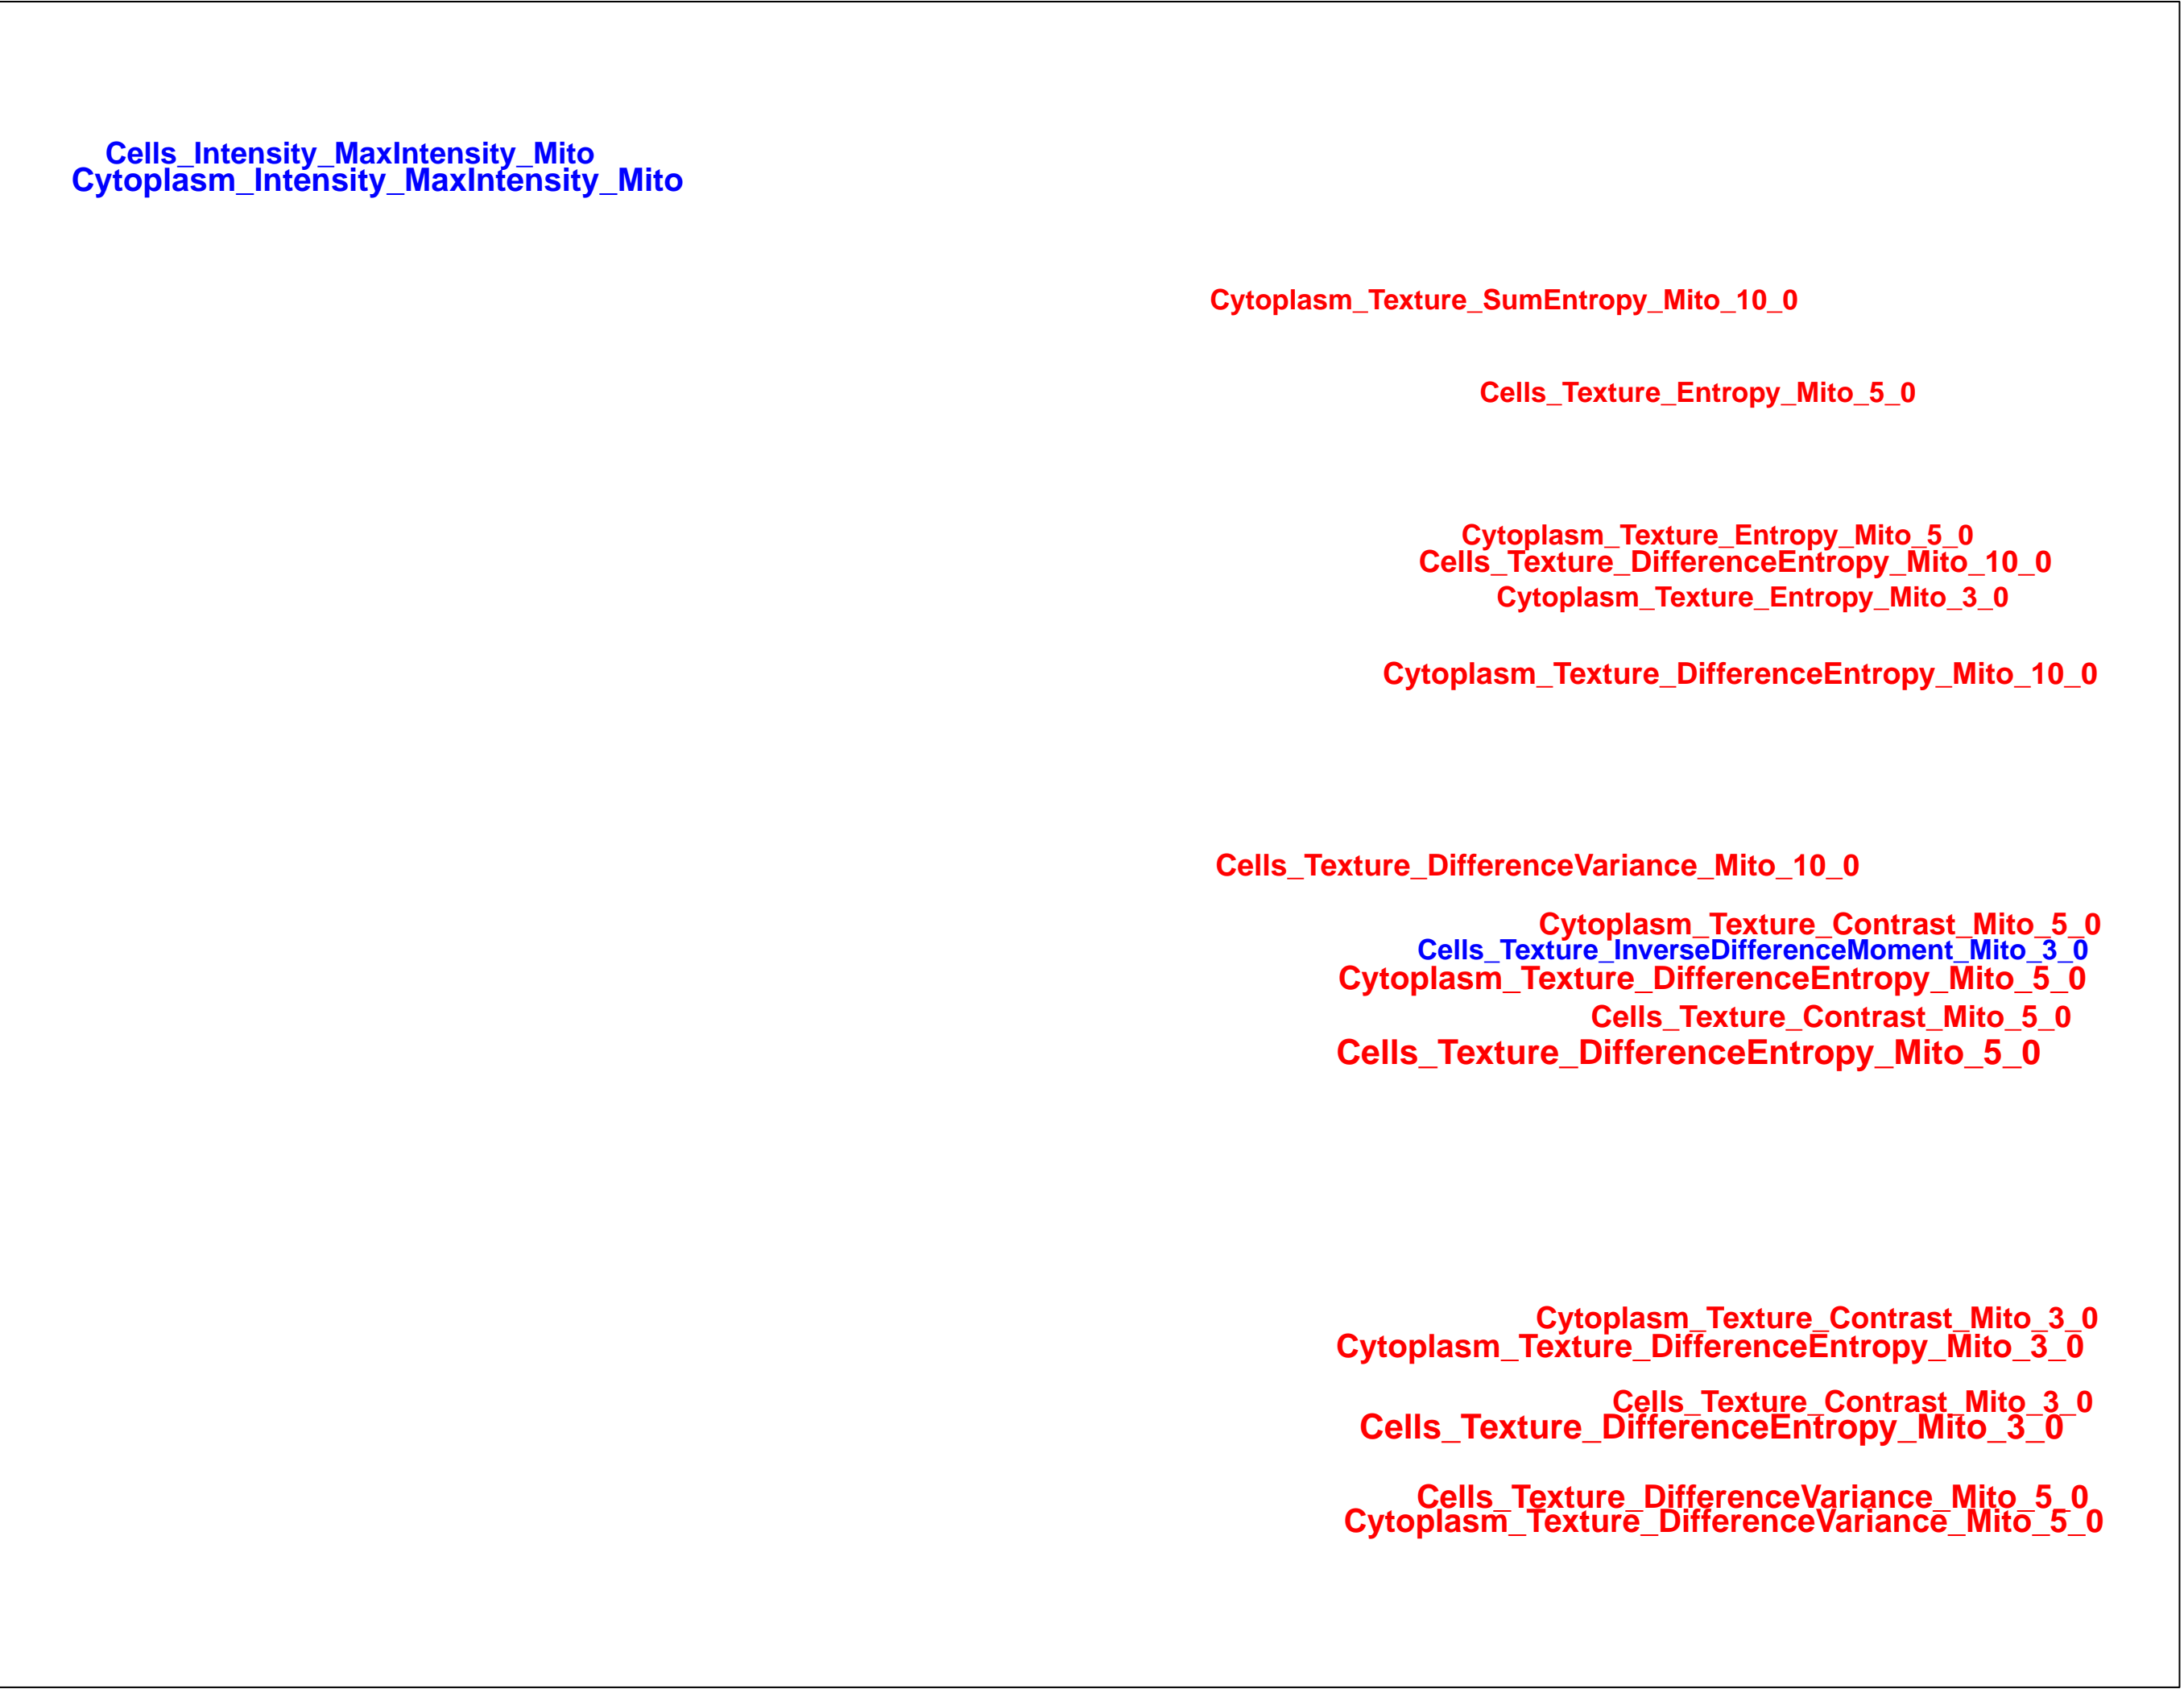 Cells_Intensity_MaxIntensity_Mito
Cytoplasm_Intensity_MaxIntensity_Mito
Cytoplasm_Texture_SumEntropy_Mito_10_0
Cells_Texture_Entropy_Mito_5_0
Cytoplasm_Texture_Entropy_Mito_5_0
Cells_Texture_DifferenceEntropy_Mito_10_0
Cytoplasm_Texture_Entropy_Mito_3_0
Cytoplasm_Texture_DifferenceEntropy_Mito_10_0
Cells_Texture_DifferenceVariance_Mito_10_0
Cytoplasm_Texture_Contrast_Mito_5_0
Cells_Texture_InverseDifferenceMoment_Mito_3_0
Cytoplasm_Texture_DifferenceEntropy_Mito_5_0
Cells_Texture_Contrast_Mito_5_0
Cells_Texture_DifferenceEntropy_Mito_5_0
Cytoplasm_Texture_Contrast_Mito_3_0
Cytoplasm_Texture_DifferenceEntropy_Mito_3_0
Cells_Texture_Contrast_Mito_3_0
Cells_Texture_DifferenceEntropy_Mito_3_0
Cells_Texture_DifferenceVariance_Mito_5_0
Cytoplasm_Texture_DifferenceVariance_Mito_5_0